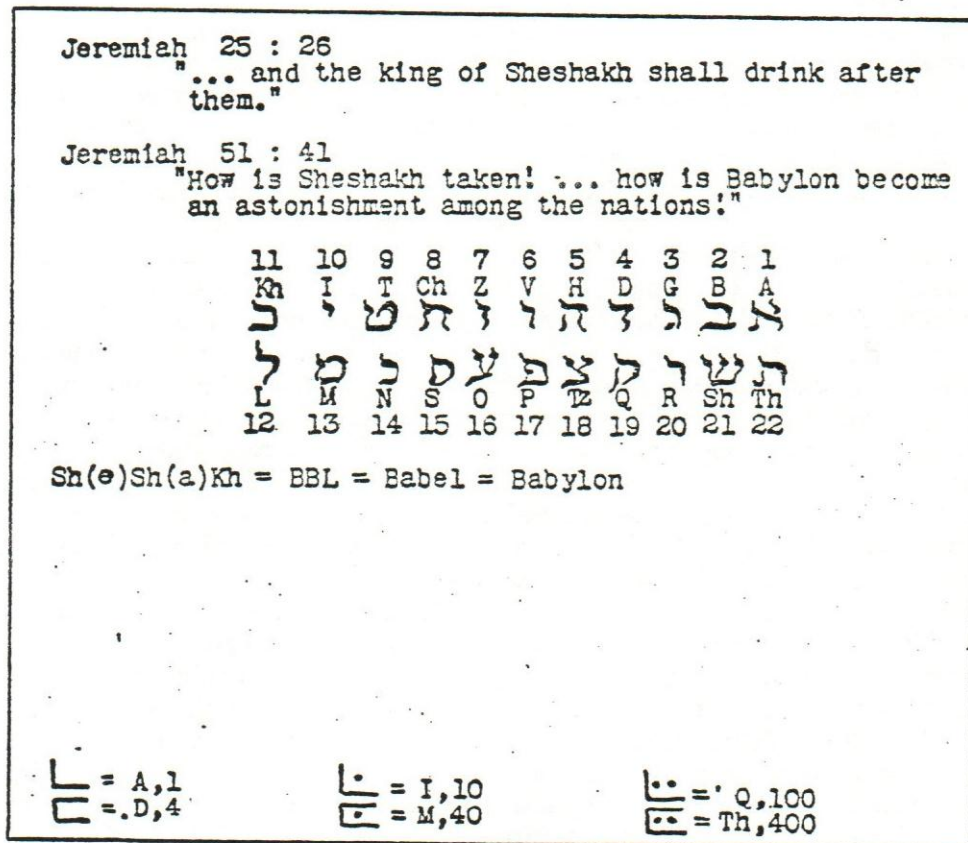 Jeremiah 25 : 26
"... and the king of Sheshakh shall drink after
them."
Jeremiah 51 : 41
"How is Sheshakh taken! ... how is Babylon become
an astonishment among the nations!"
11 10 9 8 7 6 5 4 3 2 1
Kh I T Ch Z V H D G B A
א ב ג ד ה ו ז ח ט י כ
ת ש ר ק צ פ ע ס נ מ ל
L M N S O P Tz Q R Sh Th
12 13 14 15 16 17 18 19 20 21 22
Sh(e)Sh(a)Kh = BBL = Babel = Babylon
= A,1 = I,10 = Q,100
= D,4 = M,40 = Th,400